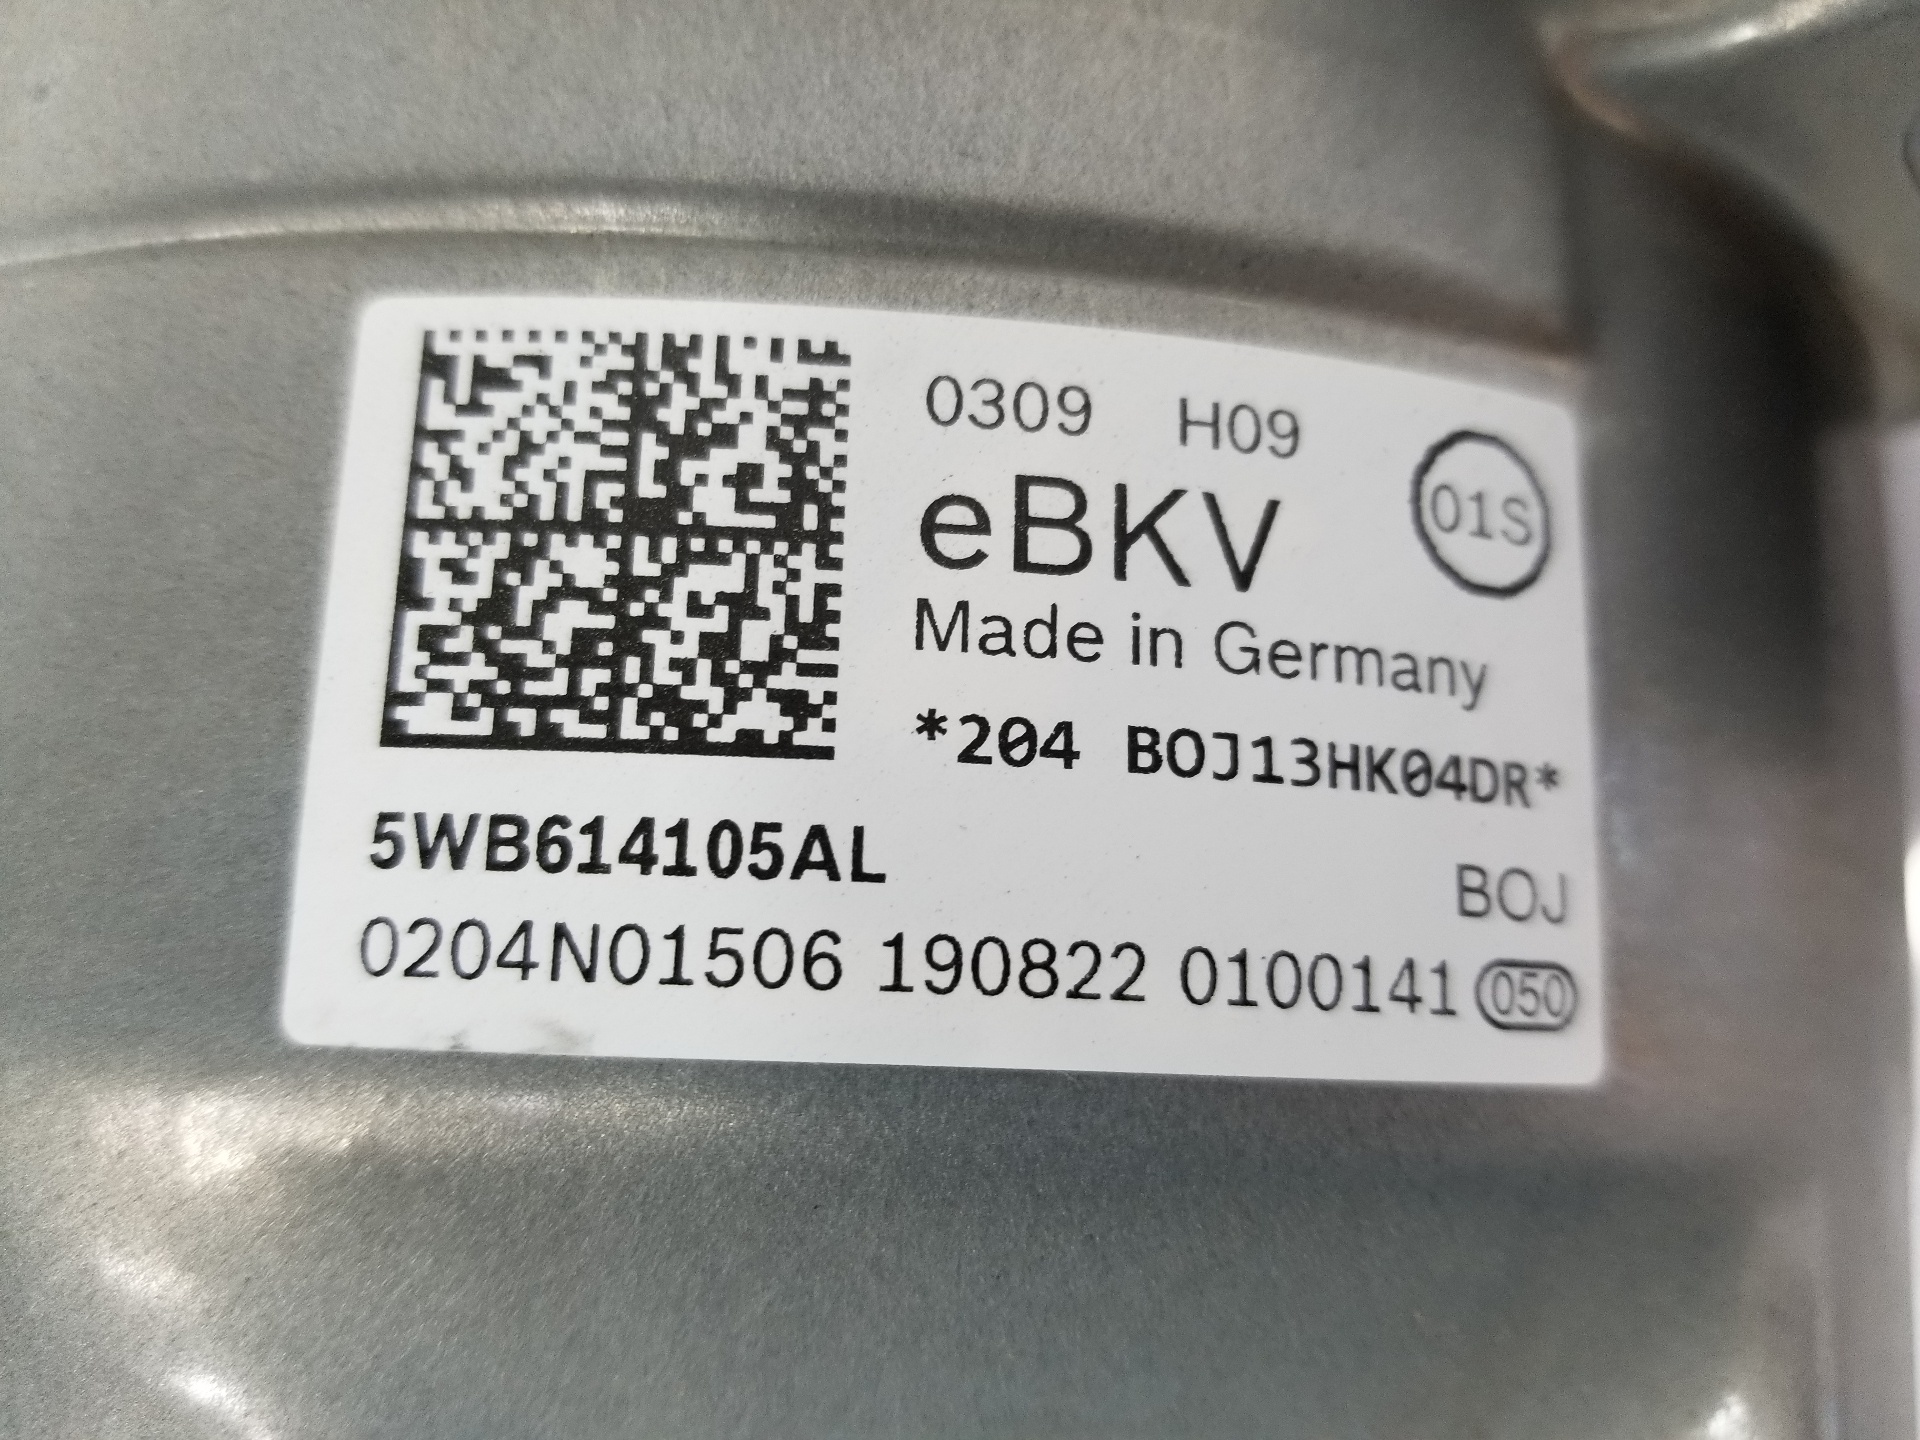 0309 H09
01S
eBKV
Made in Germany
*204 BOJ13HK04DR*
5WB614105AL
BOJ
0204N01506 190822 0100141 050